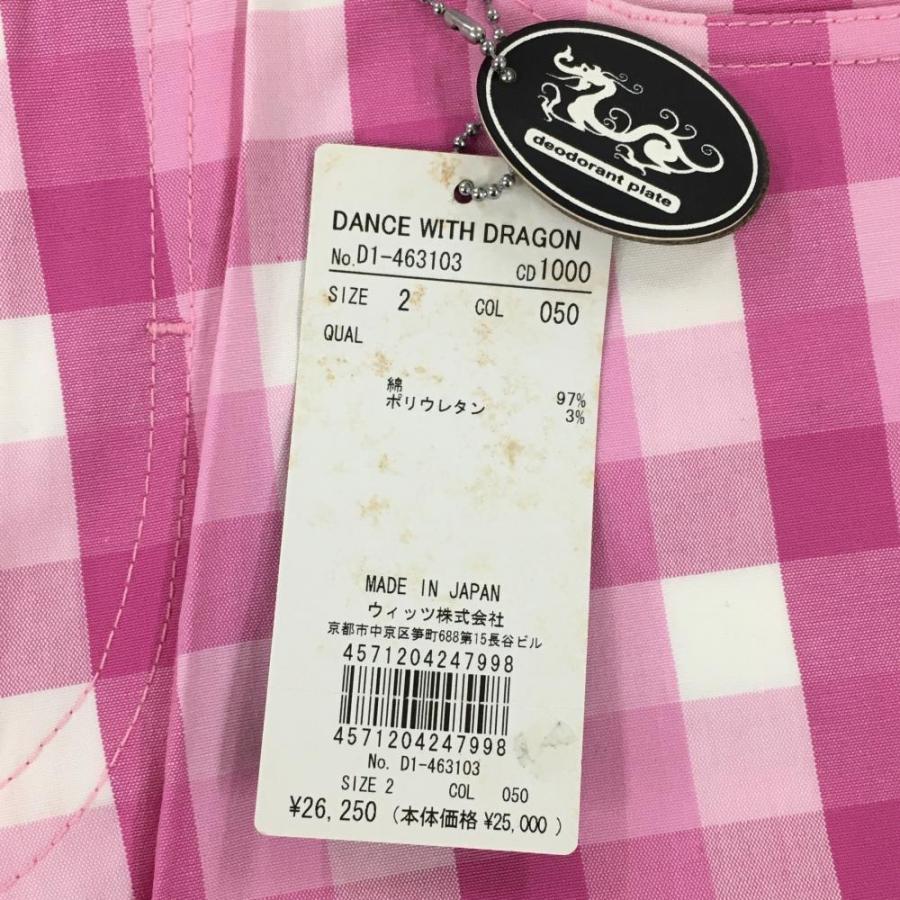 deodorant plate
DANCE WITH DRAGON
No.D1-463103 CD1000
SIZE 2 COL 050
QUAL
綿 97%
ポリウレタン 3%
MADE IN JAPAN
ウィッツ株式会社
京都市中京区笋町688第15長谷ビル
4571204247998
4571204247998
No. D1-463103
SIZE 2 COL 050
¥26,250 (本体価格 ¥25,000 )